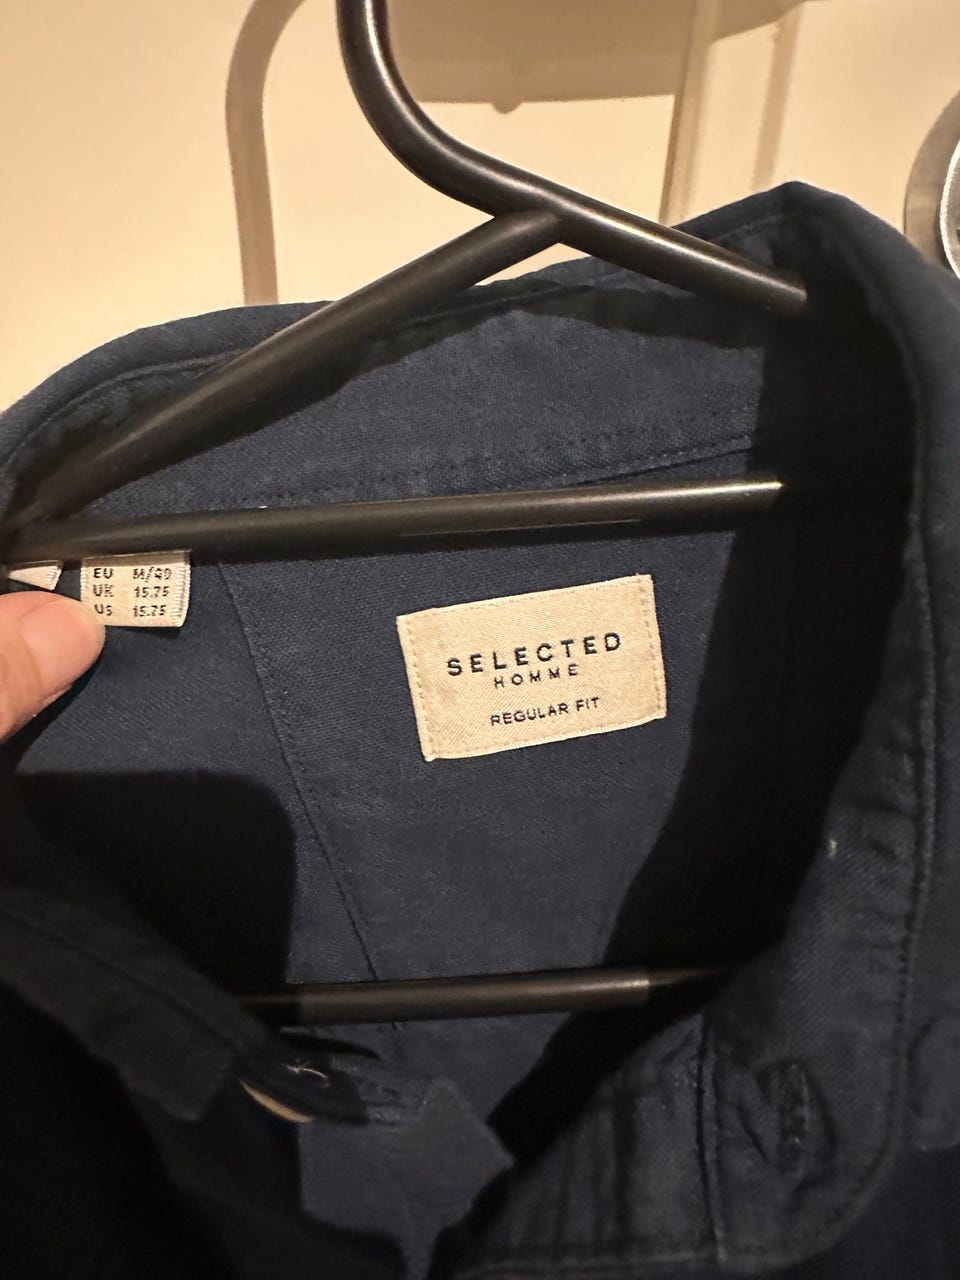 EU M/40
UK 15.75
US 15.75
SELECTED
HOMME
REGULAR FIT